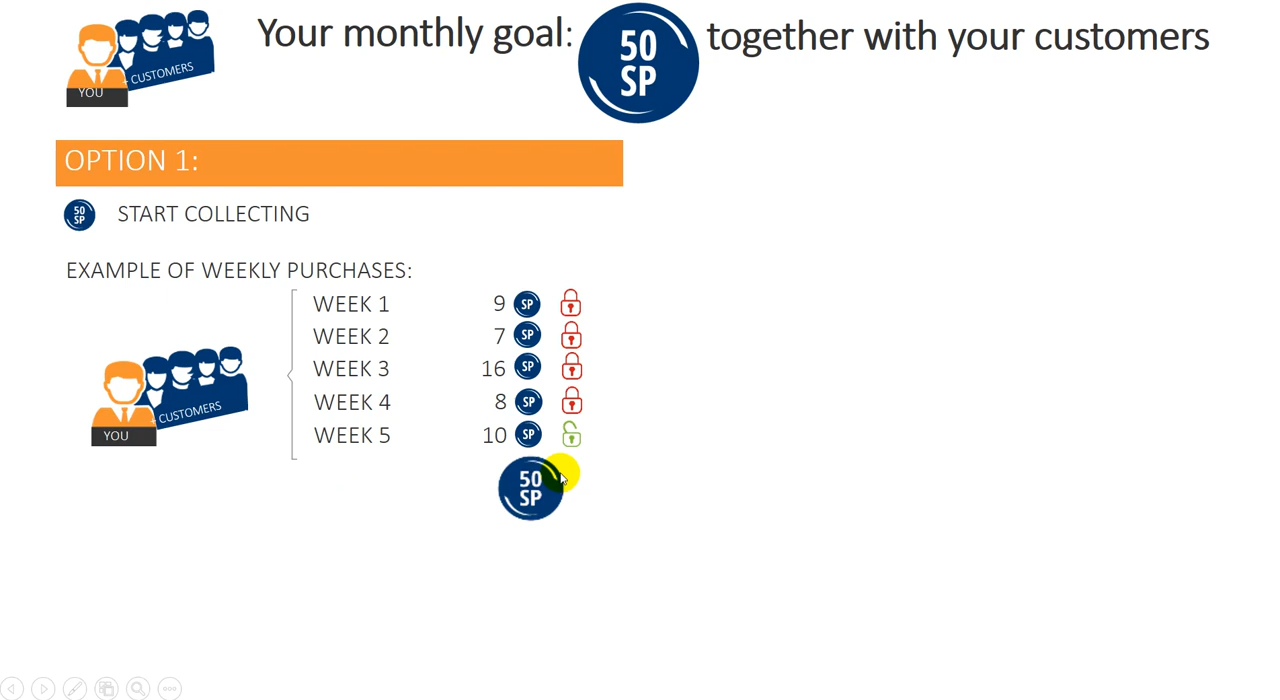 Your monthly goal: 50 SP together with your customers
YOU + CUSTOMERS
OPTION 1:
50 SP START COLLECTING
EXAMPLE OF WEEKLY PURCHASES:
WEEK 1 9 SP
WEEK 2 7 SP
WEEK 3 16 SP
WEEK 4 8 SP
WEEK 5 10 SP
YOU + CUSTOMERS
50 SP